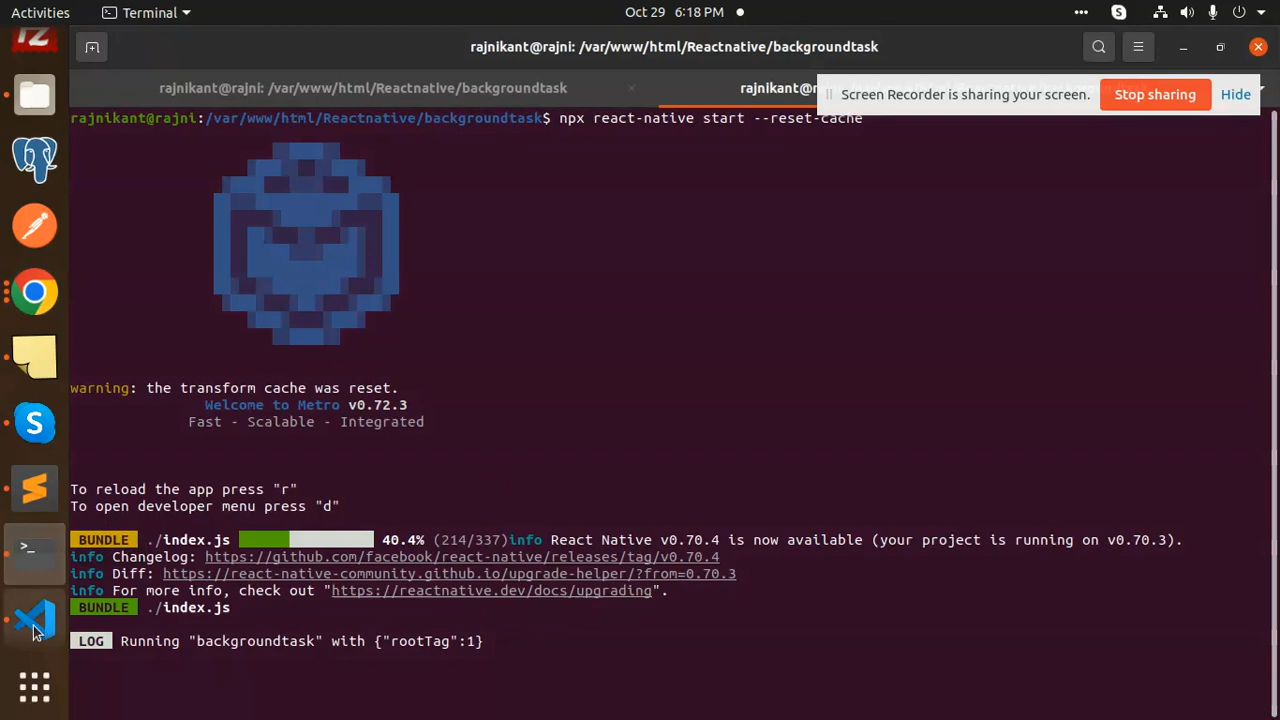 Activities
Terminal
Oct 29 6:18 PM
rajnikant@rajni: /var/www/html/Reactnative/backgroundtask
rajnikant@rajni: /var/www/html/Reactnative/backgroundtask
rajnikant@rajni:
Screen Recorder is sharing your screen.
Stop sharing
Hide
rajnikant@rajni:/var/www/html/Reactnative/backgroundtask$ npx react-native start --reset-cache
warning: the transform cache was reset.
Welcome to Metro v0.72.3
Fast - Scalable - Integrated
To reload the app press "r"
To open developer menu press "d"
BUNDLE ./index.js 40.4% (214/337)info React Native v0.70.4 is now available (your project is running on v0.70.3).
info Changelog: https://github.com/facebook/react-native/releases/tag/v0.70.4
info Diff: https://react-native-community.github.io/upgrade-helper/?from=0.70.3
info For more info, check out "https://reactnative.dev/docs/upgrading".
BUNDLE ./index.js
LOG Running "backgroundtask" with {"rootTag":1}